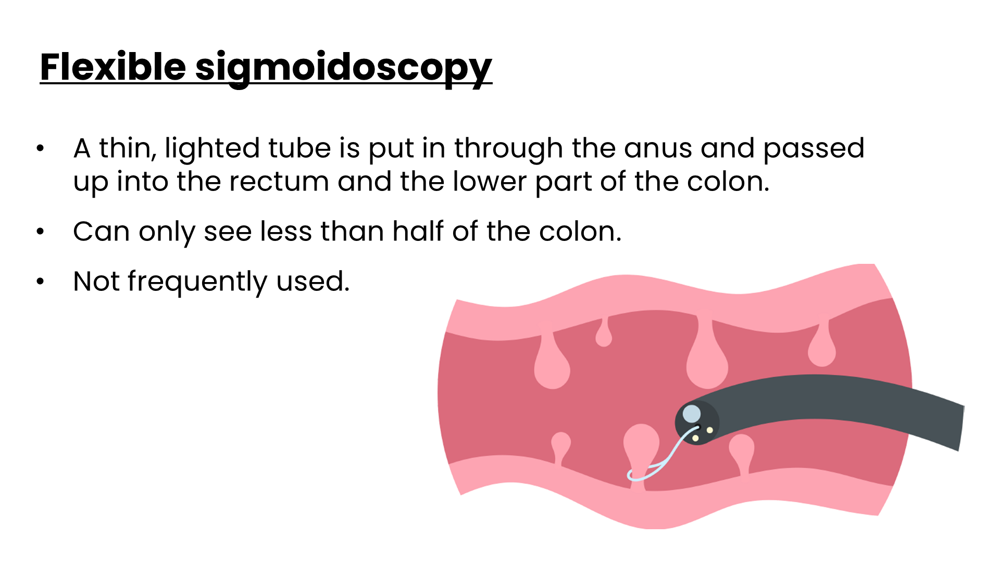 Flexible sigmoidoscopy
• A thin, lighted tube is put in through the anus and passed
up into the rectum and the lower part of the colon.
• Can only see less than half of the colon.
• Not frequently used.